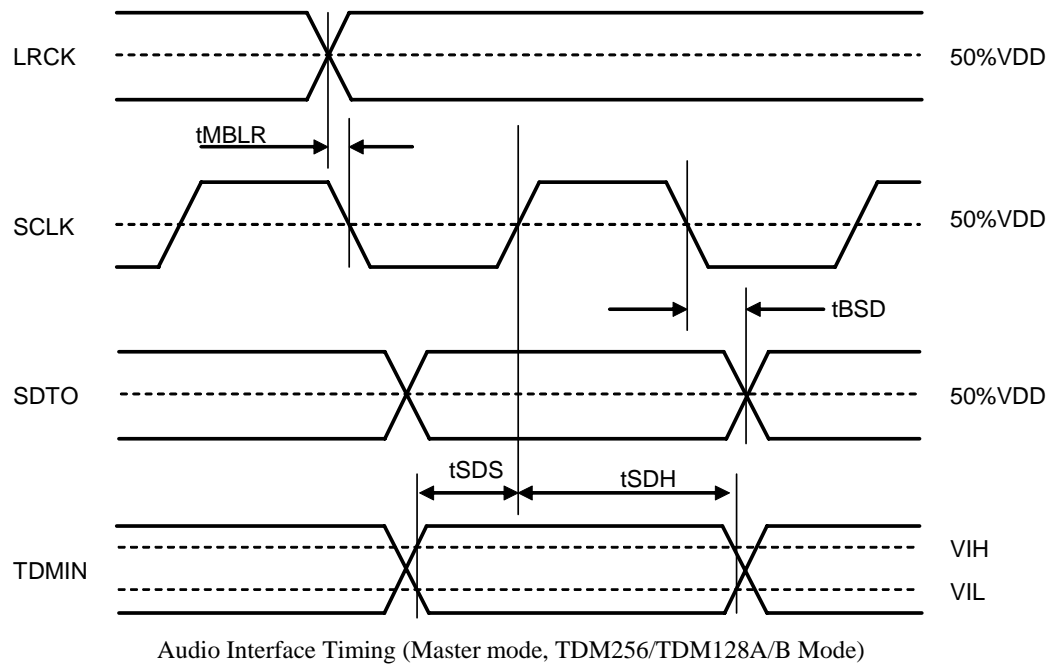 LRCK 50%VDD
tMBLR
SCLK 50%VDD
tBSD
SDTO 50%VDD
tSDS tSDH
VIH
TDMIN
VIL
Audio Interface Timing (Master mode, TDM256/TDM128A/B Mode)